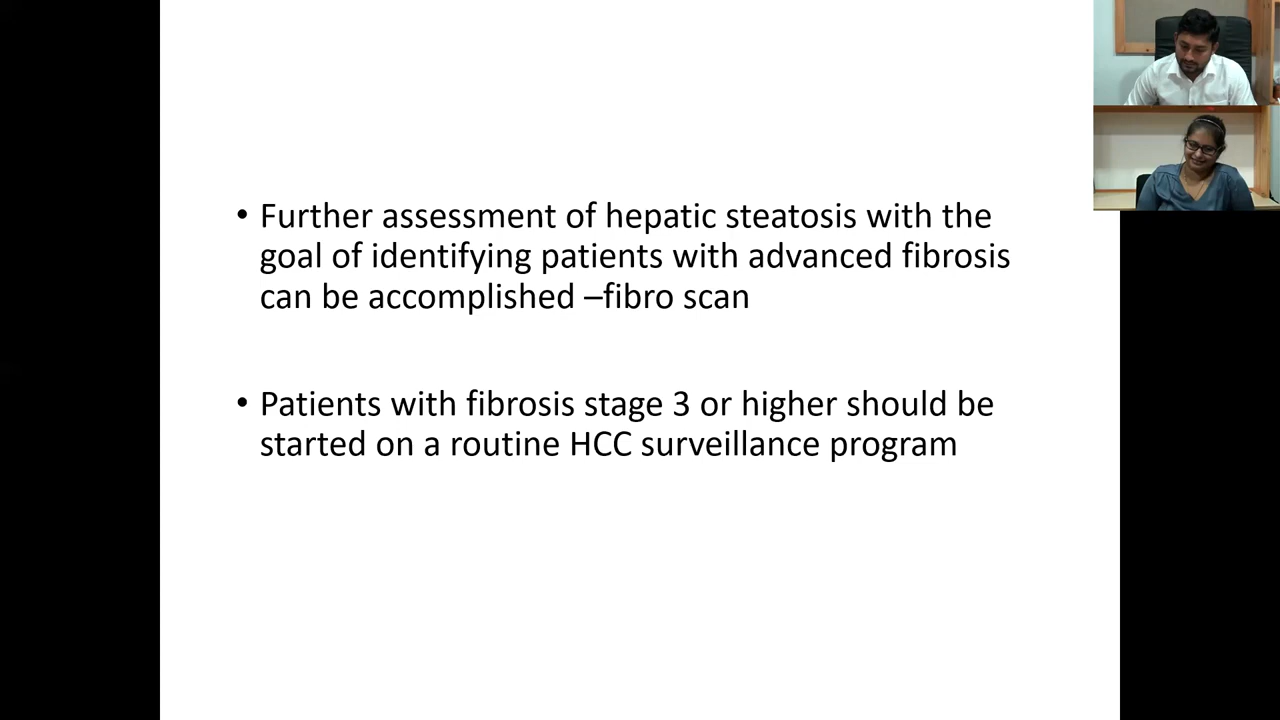 • Further assessment of hepatic steatosis with the
goal of identifying patients with advanced fibrosis
can be accomplished –fibro scan
• Patients with fibrosis stage 3 or higher should be
started on a routine HCC surveillance program